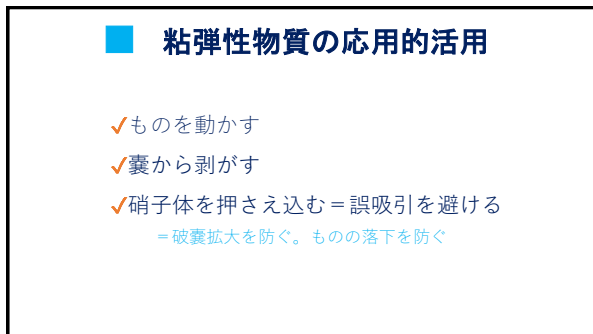 粘弾性物質の応用的活用
ものを動かす
嚢から剥がす
硝子体を押さえ込む＝誤吸引を避ける
＝破嚢拡大を防ぐ。ものの落下を防ぐ